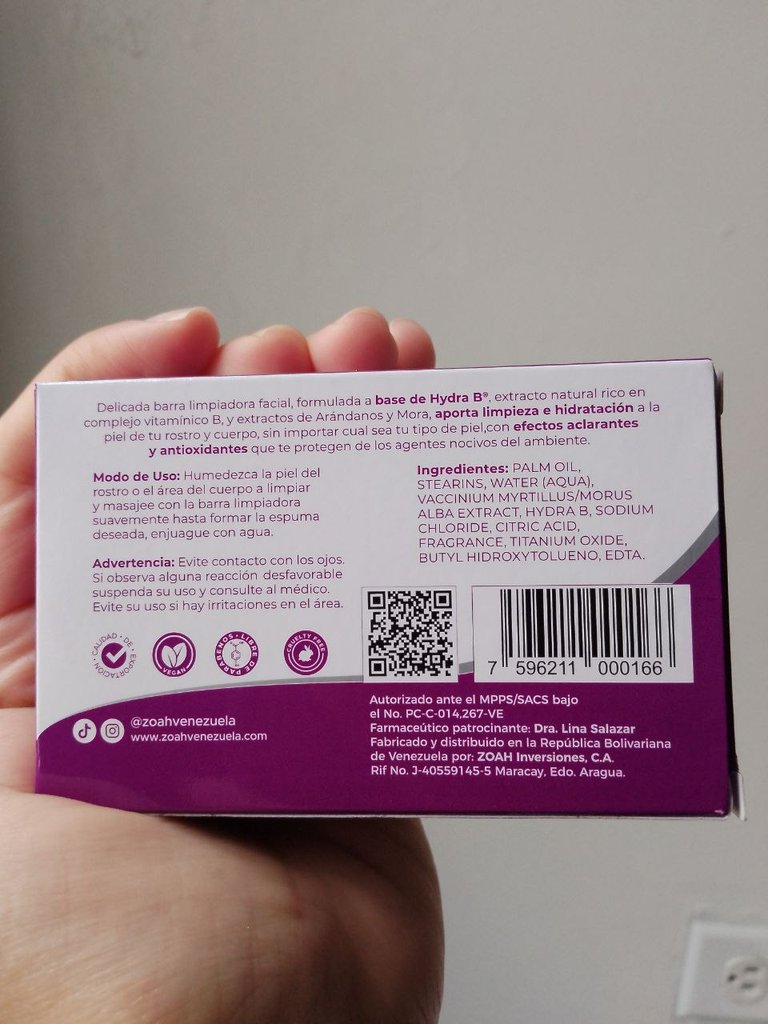 Delicada barra limpiadora facial, formulada a base de Hydra B®, extracto natural rico en
complejo vitamínico B, y extractos de Arándanos y Mora, aporta limpieza e hidratación a la
piel de tu rostro y cuerpo, sin importar cual sea tu tipo de piel,con efectos aclarantes
y antioxidantes que te protegen de los agentes nocivos del ambiente.
Modo de Uso: Humedezca la piel del
rostro o el área del cuerpo a limpiar
y masajee con la barra limpiadora
suavemente hasta formar la espuma
deseada, enjuague con agua.
Advertencia: Evite contacto con los ojos.
Si observa alguna reacción desfavorable
suspenda su uso y consulte al médico.
Evite su uso si hay irritaciones en el área.
Ingredientes: PALM OIL,
STEARINS, WATER (AQUA),
VACCINIUM MYRTILLUS/MORUS
ALBA EXTRACT, HYDRA B, SODIUM
CHLORIDE, CITRIC ACID,
FRAGRANCE, TITANIUM OXIDE,
BUTYL HIDROXYTOLUENO, EDTA.
CALIDAD • DE • EXPORTACIÓN
VEGAN
LIBRE • DE • PARABENOS
CRUELTY FREE
7 596211 000166
@zoahvenezuela
www.zoahvenezuela.com
Autorizado ante el MPPS/SACS bajo
el No. PC-C-014,267-VE
Farmaceútico patrocinante: Dra. Lina Salazar
Fabricado y distribuido en la República Bolivariana
de Venezuela por: ZOAH Inversiones, C.A.
Rif No. J-40559145-5 Maracay, Edo. Aragua.